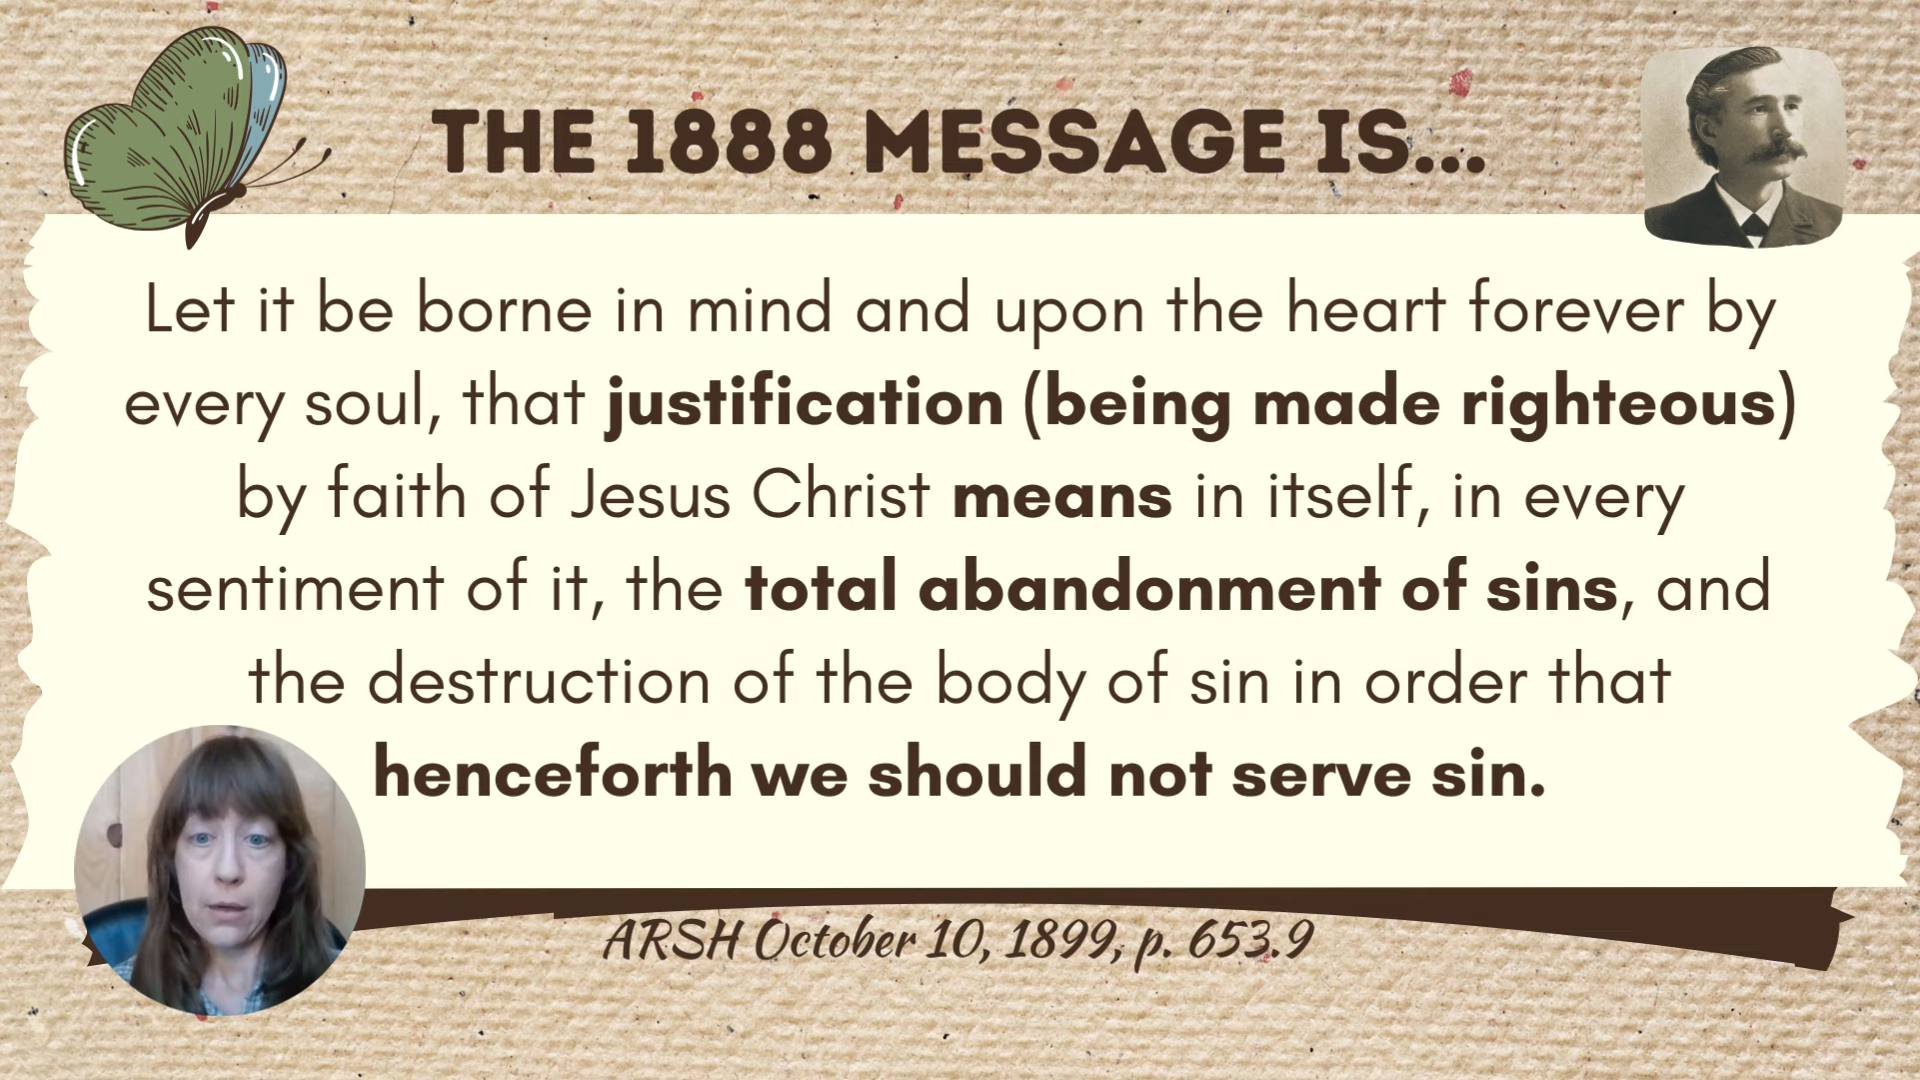 THE 1888 MESSAGE IS...
Let it be borne in mind and upon the heart forever by
every soul, that justification (being made righteous)
by faith of Jesus Christ means in itself, in every
sentiment of it, the total abandonment of sins, and
the destruction of the body of sin in order that
henceforth we should not serve sin.
ARSH October 10, 1899, p. 653.9